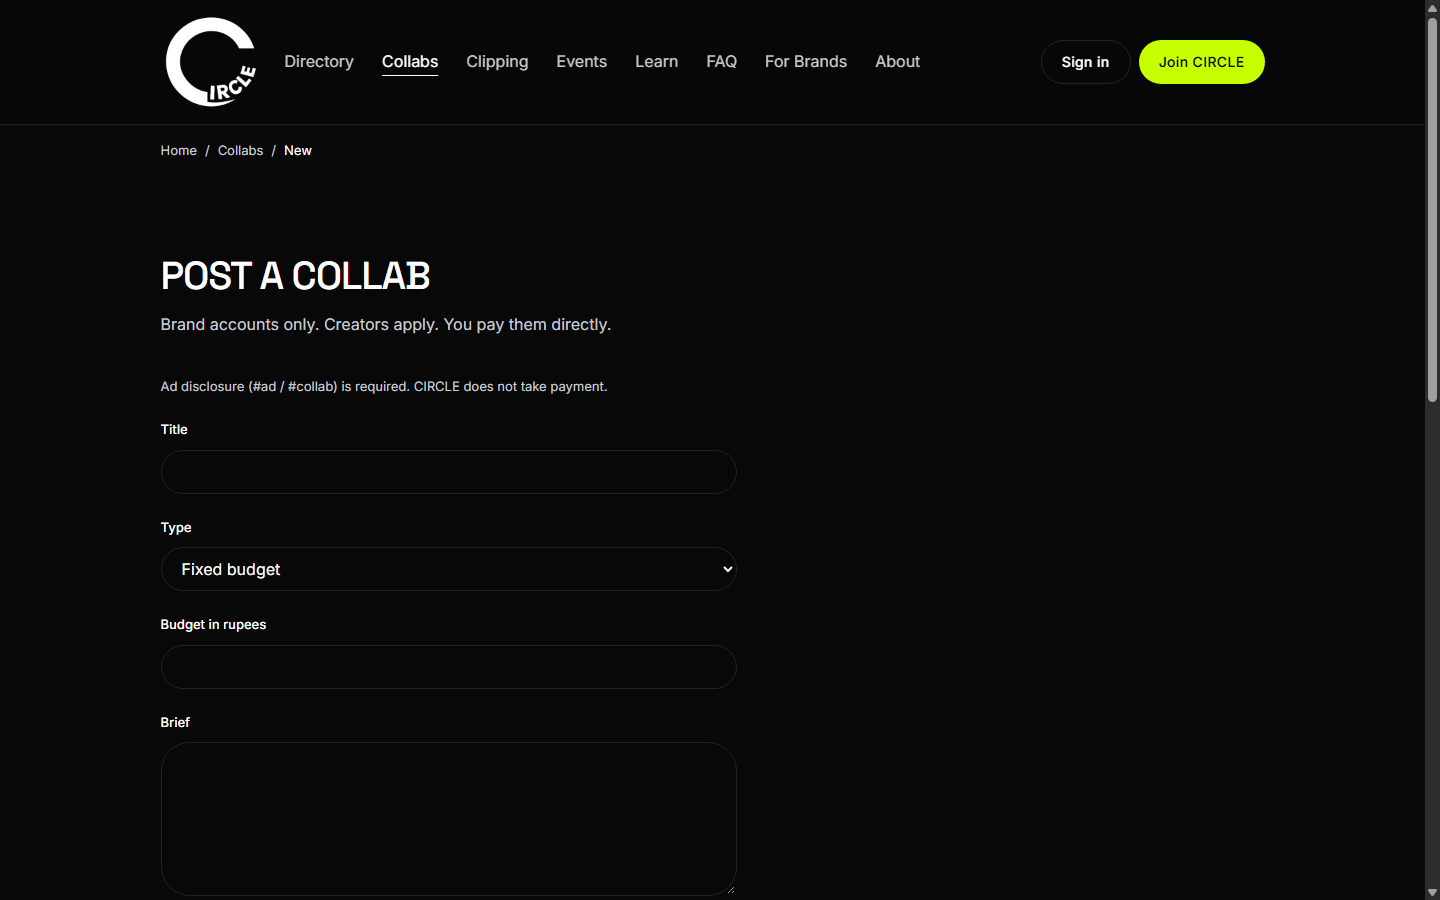 CIRCLE
Directory
Collabs
Clipping
Events
Learn
FAQ
For Brands
About
Sign in
Join CIRCLE
Home / Collabs / New
POST A COLLAB
Brand accounts only. Creators apply. You pay them directly.
Ad disclosure (#ad / #collab) is required. CIRCLE does not take payment.
Title
Type
Fixed budget
Budget in rupees
Brief